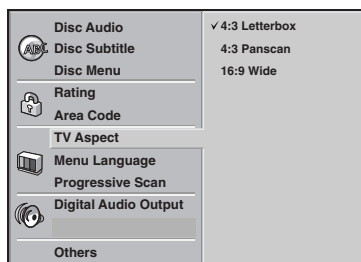 Disc Audio
ABC Disc Subtitle
Disc Menu
Rating
Area Code
TV Aspect
Menu Language
Progressive Scan
Digital Audio Output
Others
✓ 4:3 Letterbox
4:3 Panscan
16:9 Wide